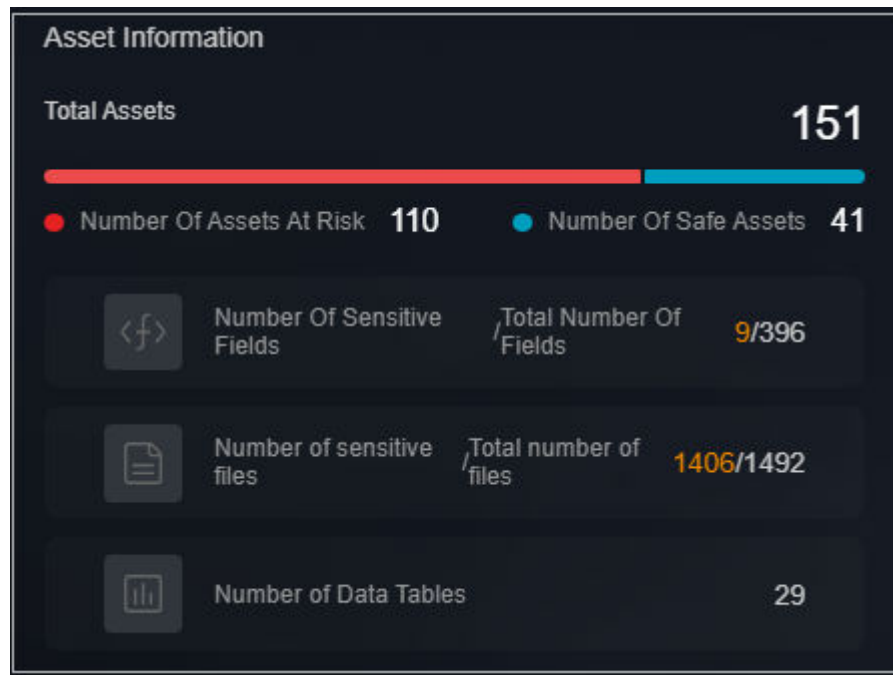 Asset Information
Total Assets 151
Number Of Assets At Risk 110 Number Of Safe Assets 41
Number Of Sensitive /Total Number Of 9/396
Fields Fields
Number of sensitive /Total number of 1406/1492
files files
Number of Data Tables 29